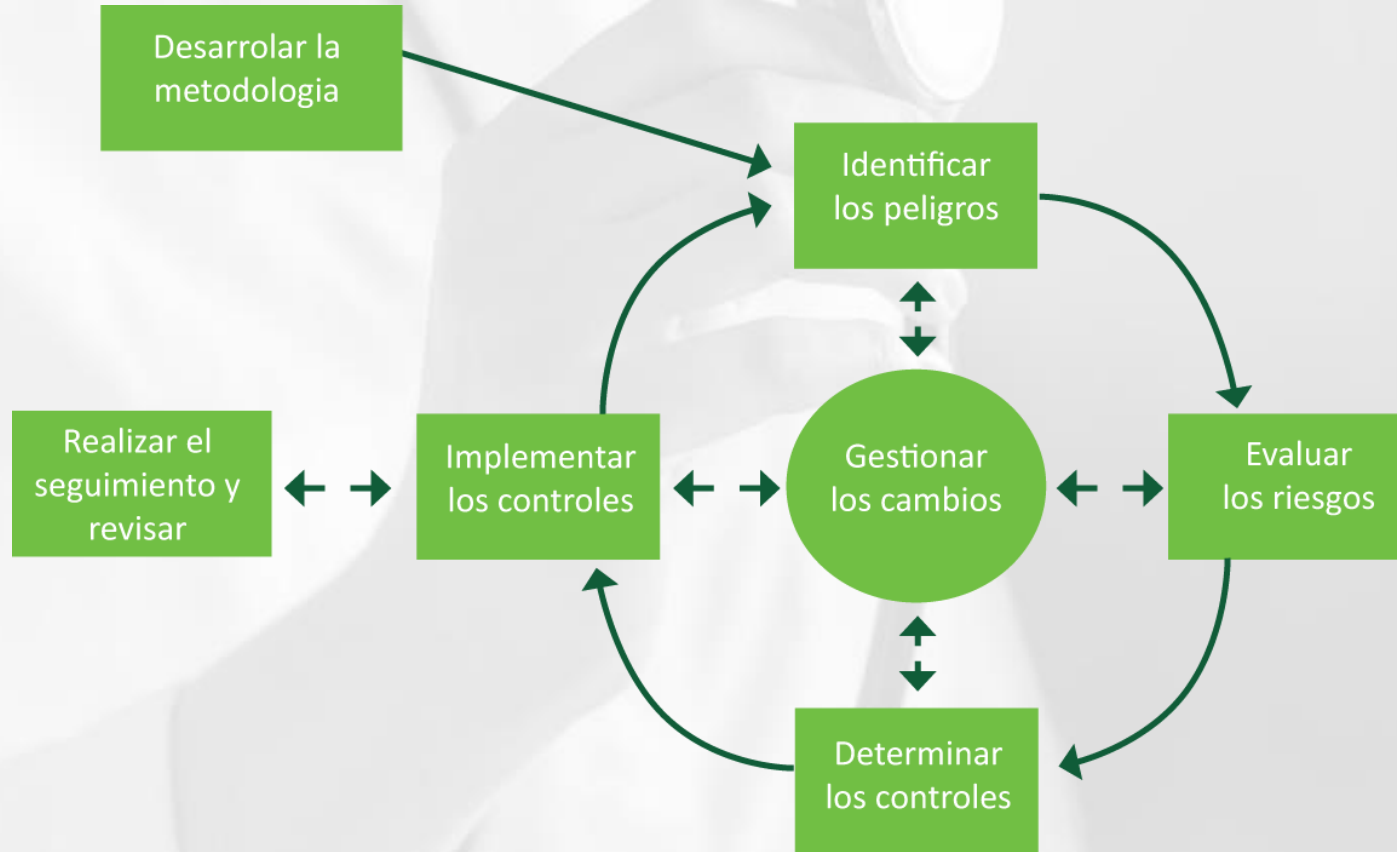 Desarrolar la
metodologia
Identificar
los peligros
Realizar el
seguimiento y
revisar
Implementar
los controles
Gestionar
los cambios
Evaluar
los riesgos
Determinar
los controles